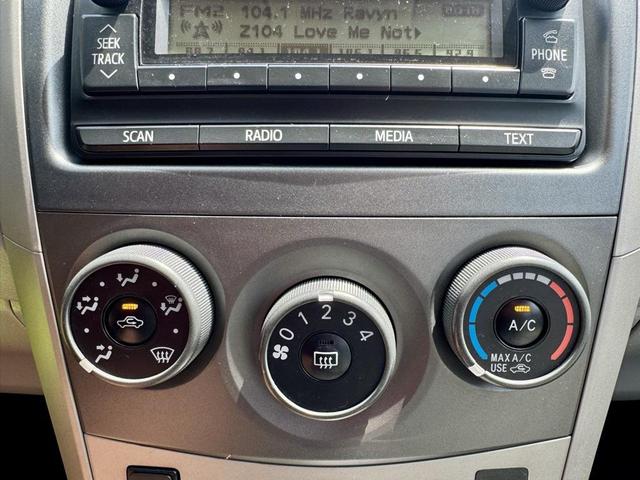 FM2 104.1 MHz Ravyn
Z104 Love Me Not
SEEK
TRACK
PHONE
SCAN
RADIO
MEDIA
TEXT
0 1 2 3 4
A/C
MAX A/C
USE